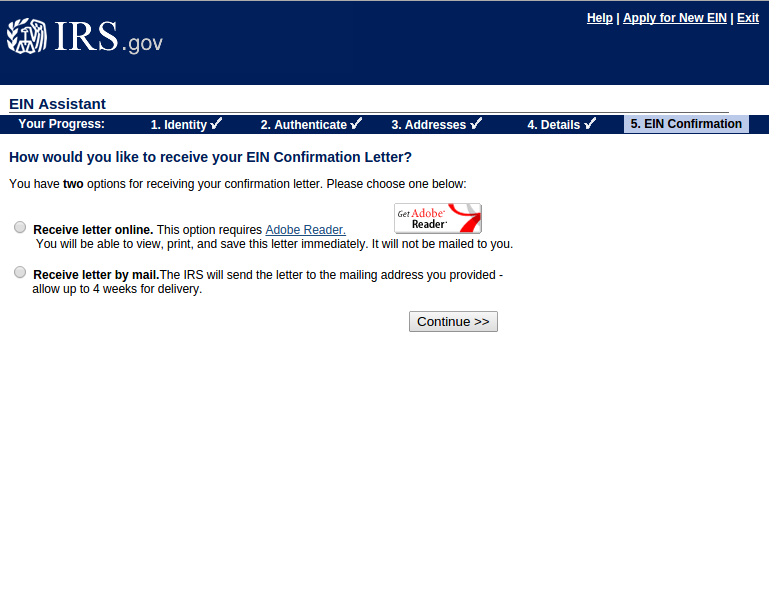 Help | Apply for New EIN | Exit
IRS.gov
EIN Assistant
Your Progress: 1. Identity ✓ 2. Authenticate ✓ 3. Addresses ✓ 4. Details ✓ 5. EIN Confirmation
How would you like to receive your EIN Confirmation Letter?
You have two options for receiving your confirmation letter. Please choose one below:
Get Adobe®
Reader®
Receive letter online. This option requires Adobe Reader.
You will be able to view, print, and save this letter immediately. It will not be mailed to you.
Receive letter by mail.The IRS will send the letter to the mailing address you provided -
allow up to 4 weeks for delivery.
Continue >>